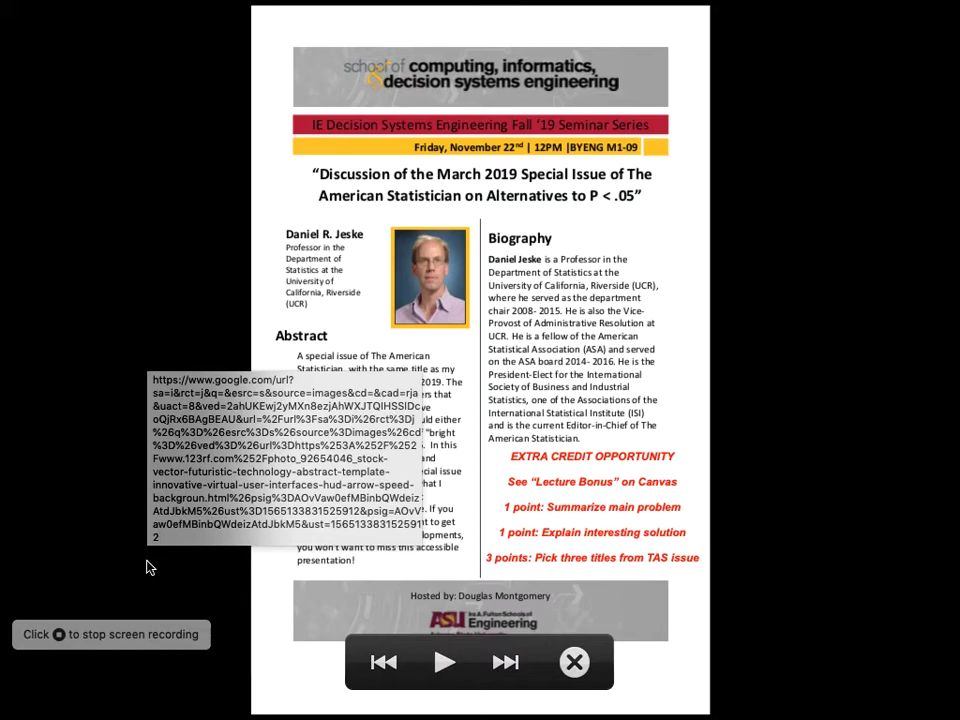 school of computing, informatics,
decision systems engineering
IE Decision Systems Engineering Fall ‘19 Seminar Series
Friday, November 22nd | 12PM |BYENG M1-09
“Discussion of the March 2019 Special Issue of The
American Statistician on Alternatives to P < .05”
Daniel R. Jeske
Professor in the
Department of
Statistics at the
University of
California, Riverside
(UCR)
Abstract
A special issue of The American
Statistician, with the same title as my
2019. The
that
uld either
"bright
and
cial issue
what I
. In this
. If you
t to get
you won't want to miss this accessible
presentation!
https://www.google.com/url?
sa=i&rct=j&q=&esrc=s&source=images&cd=&cad=rja
&uact=8&ved=2ahUKEwj2yMXn8ezjAhWXJTQIHSSIDc
oQjRx6BAgBEAU&url=%2Furl%3Fsa%3Di%26rct%3Dj
%26q%3D%26esrc%3Ds%26source%3Dimages%26cd
%3D%26ved%3D%26url%3Dhttps%253A%252F%252
Fwww.123rf.com%252Fphoto_92654046_stock-
vector-futuristic-technology-abstract-template-
innovative-virtual-user-interfaces-hud-arrow-speed-
backgroun.html%26psig%3DAOvVaw0efMBinbQWdeiz
AtdJbkM5%26ust%3D1565133831525912&psig=AOvV
aw0efMBinbQWdeizAtdJbkM5&ust=156513383152591
2
Biography
Daniel Jeske is a Professor in the
Department of Statistics at the
University of California, Riverside (UCR),
where he served as the department
chair 2008- 2015. He is also the Vice-
Provost of Administrative Resolution at
UCR. He is a fellow of the American
Statistical Association (ASA) and served
on the ASA board 2014- 2016. He is the
President-Elect for the International
Society of Business and Industrial
Statistics, one of the Associations of the
International Statistical Institute (ISI)
and is the current Editor-in-Chief of The
American Statistician.
EXTRA CREDIT OPPORTUNITY
See “Lecture Bonus” on Canvas
1 point: Summarize main problem
1 point: Explain interesting solution
3 points: Pick three titles from TAS issue
Hosted by: Douglas Montgomery
ASU Ira A. Fulton Schools of
Engineering
Click to stop screen recording